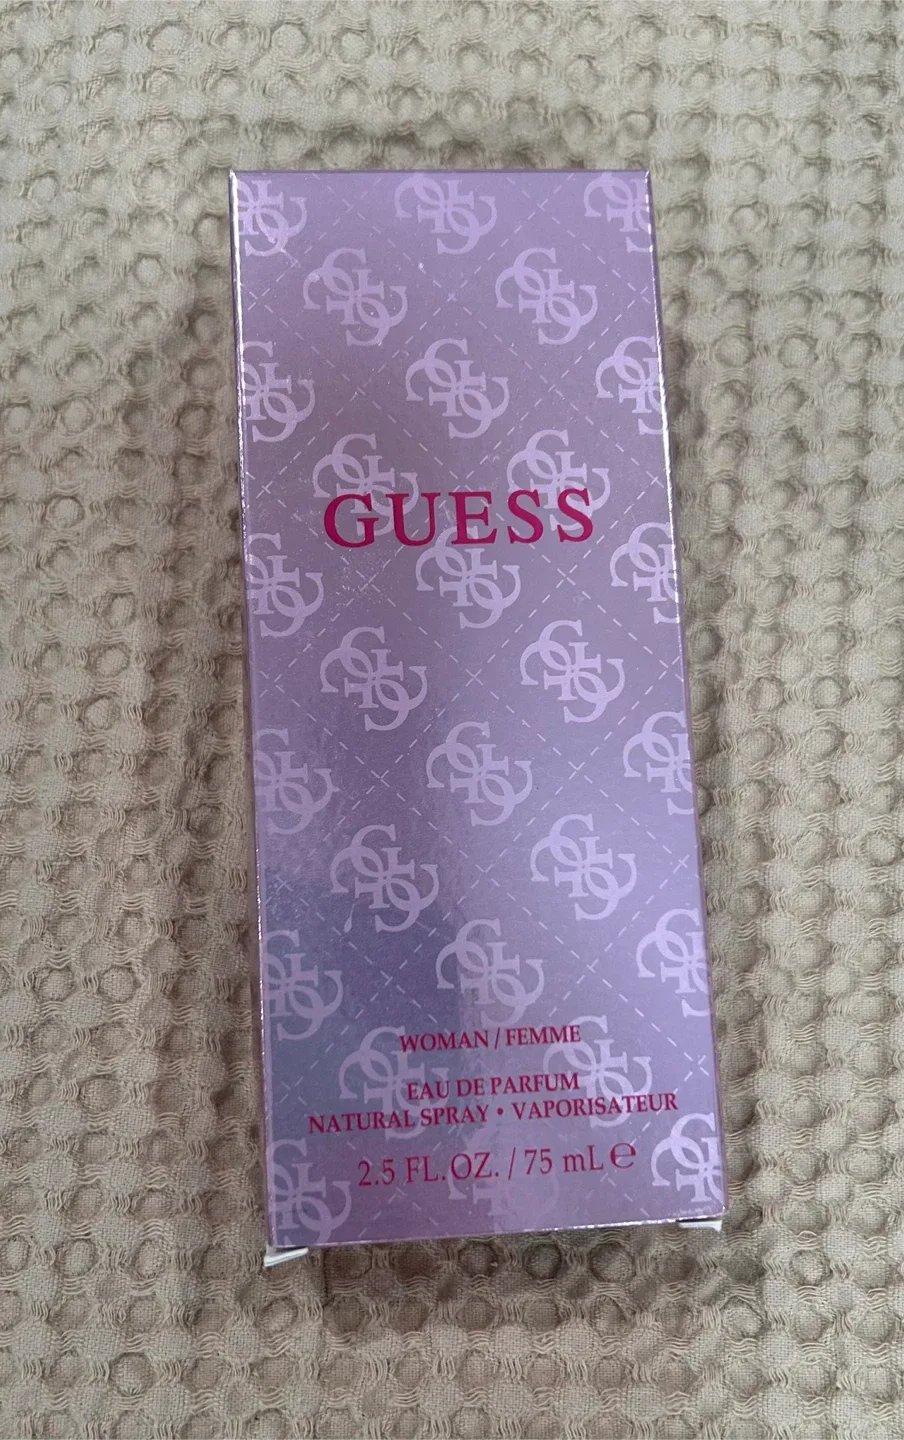 GUESS
WOMAN / FEMME
EAU DE PARFUM
NATURAL SPRAY • VAPORISATEUR
2.5 FL.OZ. / 75 mL ℮